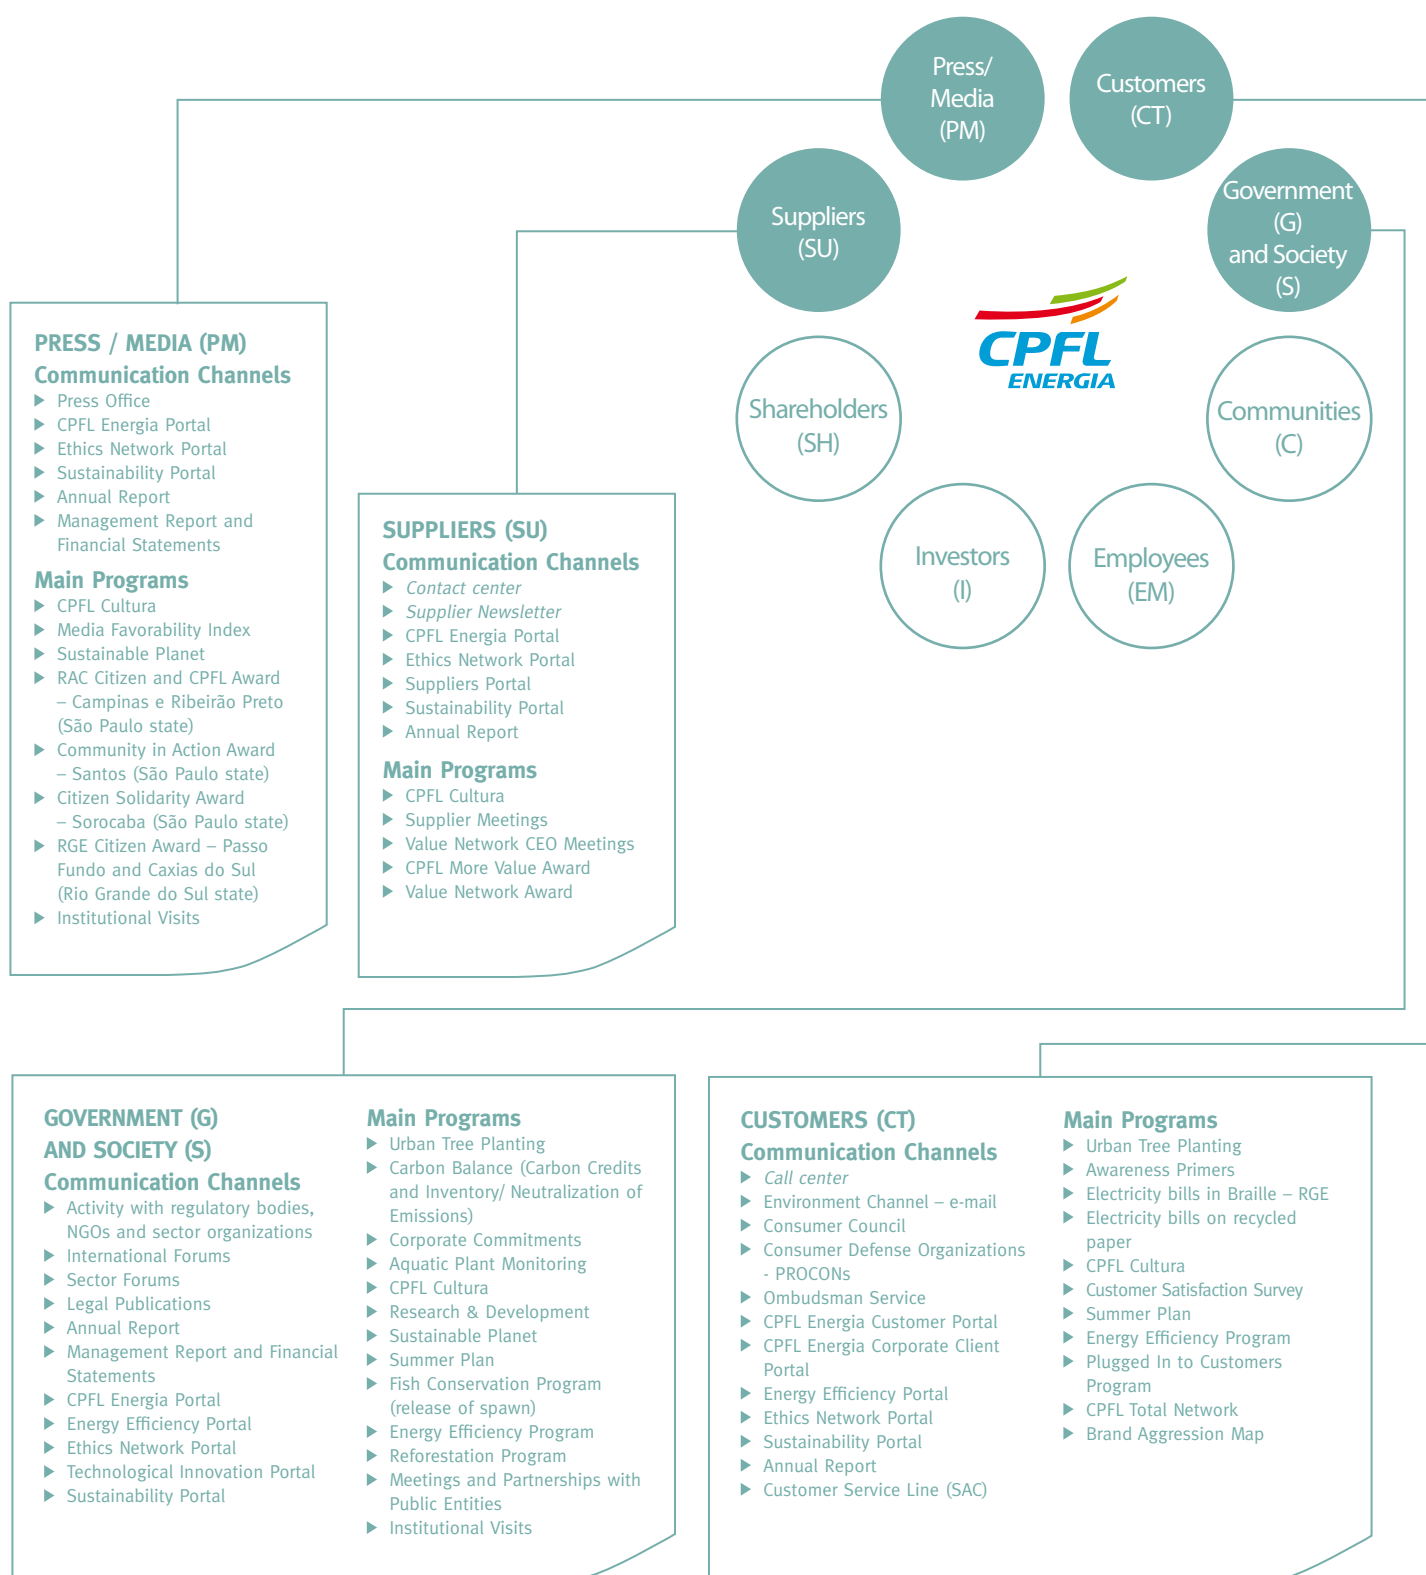 Press/
Media
(PM)
Customers
(CT)
Suppliers
(SU)
Government
(G)
and Society
(S)
CPFL
ENERGIA
Shareholders
(SH)
Communities
(C)
Investors
(I)
Employees
(EM)
PRESS / MEDIA (PM)
Communication Channels
Press Office
CPFL Energia Portal
Ethics Network Portal
Sustainability Portal
Annual Report
Management Report and
Financial Statements
Main Programs
CPFL Cultura
Media Favorability Index
Sustainable Planet
RAC Citizen and CPFL Award
– Campinas e Ribeirão Preto
(São Paulo state)
Community in Action Award
– Santos (São Paulo state)
Citizen Solidarity Award
– Sorocaba (São Paulo state)
RGE Citizen Award – Passo
Fundo and Caxias do Sul
(Rio Grande do Sul state)
Institutional Visits
SUPPLIERS (SU)
Communication Channels
Contact center
Supplier Newsletter
CPFL Energia Portal
Ethics Network Portal
Suppliers Portal
Sustainability Portal
Annual Report
Main Programs
CPFL Cultura
Supplier Meetings
Value Network CEO Meetings
CPFL More Value Award
Value Network Award
GOVERNMENT (G)
AND SOCIETY (S)
Communication Channels
Activity with regulatory bodies,
NGOs and sector organizations
International Forums
Sector Forums
Legal Publications
Annual Report
Management Report and Financial
Statements
CPFL Energia Portal
Energy Efficiency Portal
Ethics Network Portal
Technological Innovation Portal
Sustainability Portal
Main Programs
Urban Tree Planting
Carbon Balance (Carbon Credits
and Inventory/ Neutralization of
Emissions)
Corporate Commitments
Aquatic Plant Monitoring
CPFL Cultura
Research & Development
Sustainable Planet
Summer Plan
Fish Conservation Program
(release of spawn)
Energy Efficiency Program
Reforestation Program
Meetings and Partnerships with
Public Entities
Institutional Visits
CUSTOMERS (CT)
Communication Channels
Call center
Environment Channel – e-mail
Consumer Council
Consumer Defense Organizations
- PROCONs
Ombudsman Service
CPFL Energia Customer Portal
CPFL Energia Corporate Client
Portal
Energy Efficiency Portal
Ethics Network Portal
Sustainability Portal
Annual Report
Customer Service Line (SAC)
Main Programs
Urban Tree Planting
Awareness Primers
Electricity bills in Braille – RGE
Electricity bills on recycled
paper
CPFL Cultura
Customer Satisfaction Survey
Summer Plan
Energy Efficiency Program
Plugged In to Customers
Program
CPFL Total Network
Brand Aggression Map